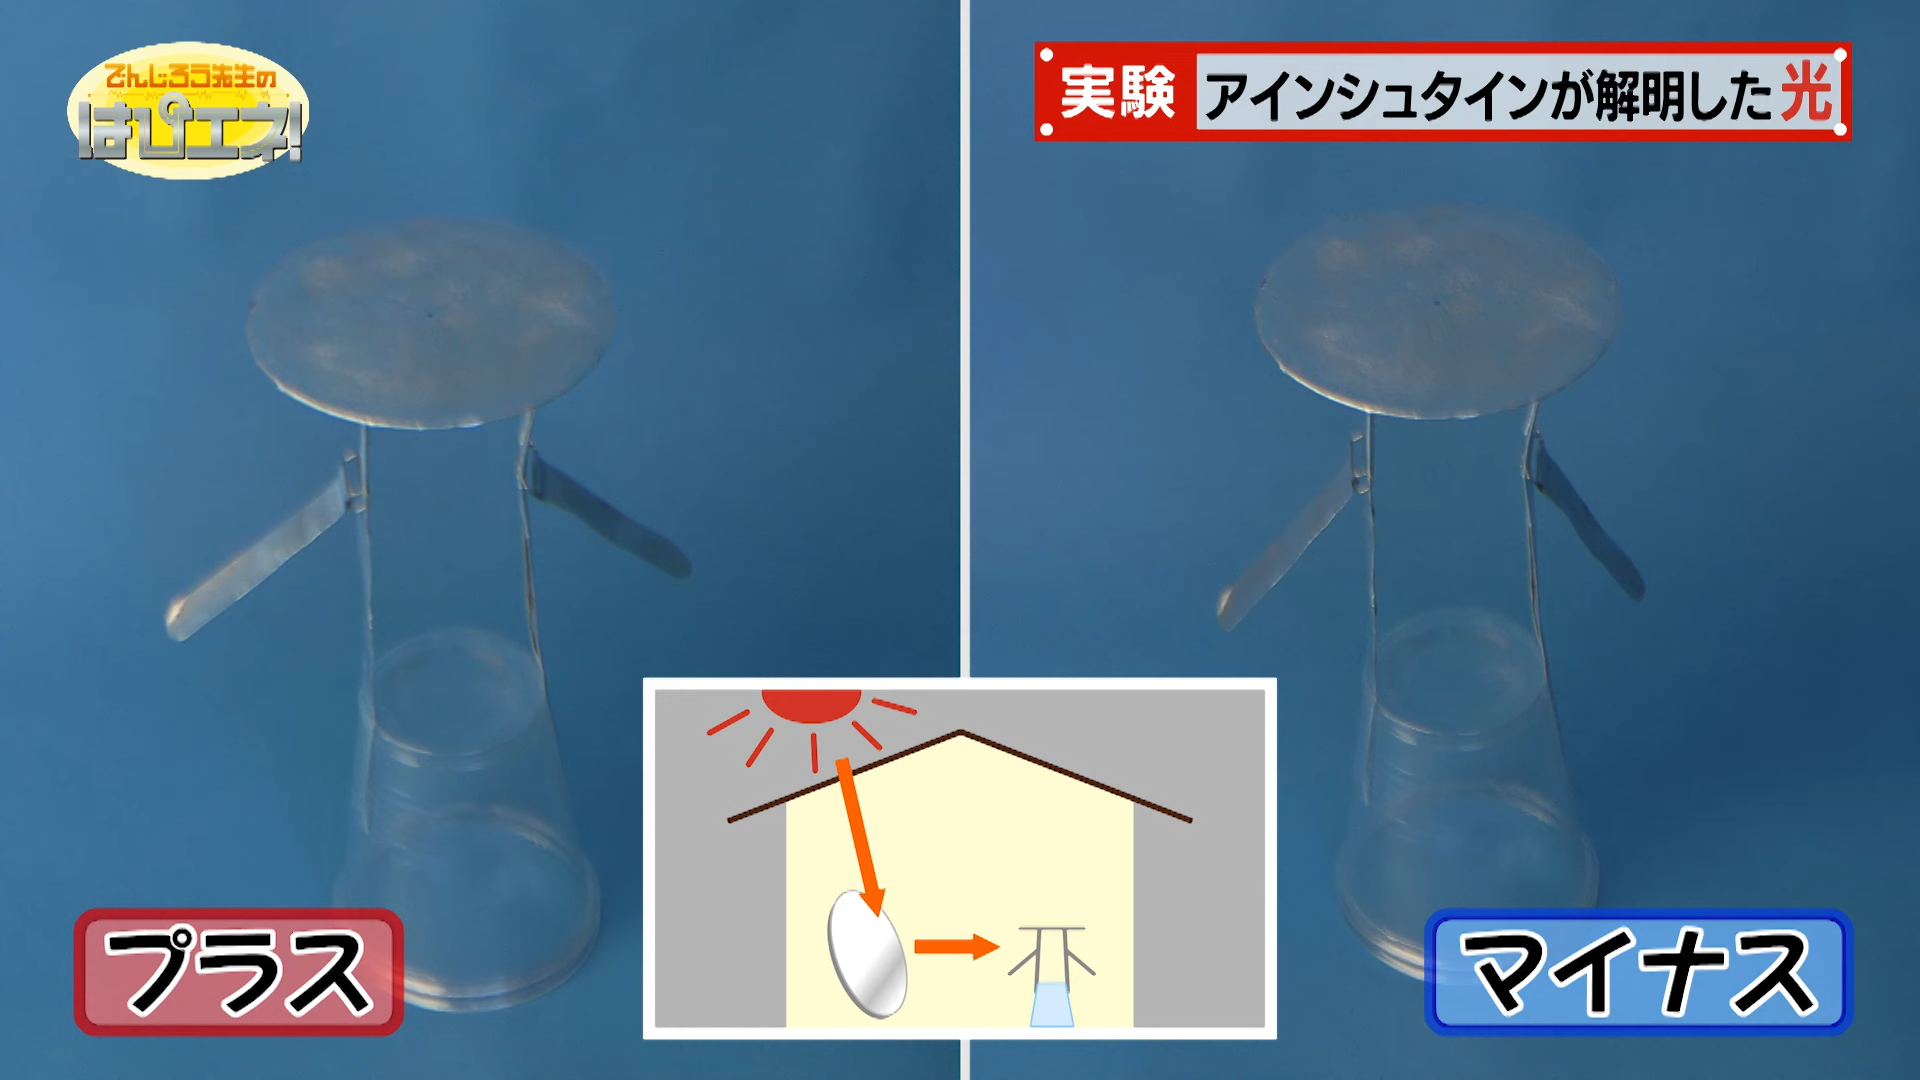 でんじろう先生の
はぴエネ!
実験 アインシュタインが解明した光
プラス
マイナス